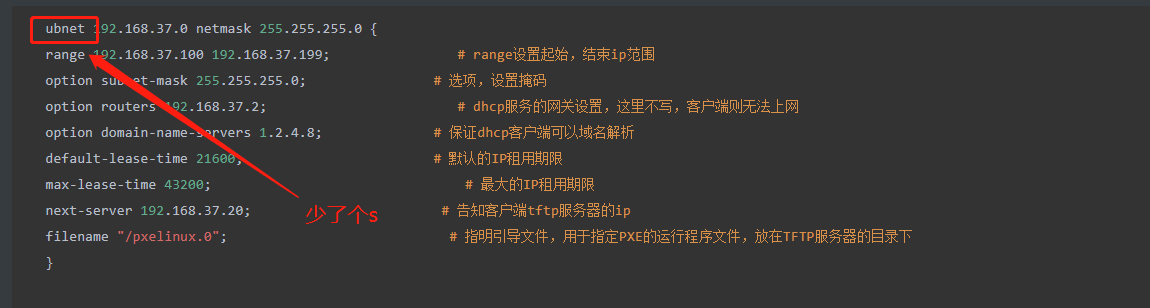 ubnet 192.168.37.0 netmask 255.255.255.0 {
range 192.168.37.100 192.168.37.199; # range设置起始，结束ip范围
option subnet-mask 255.255.255.0; # 选项，设置掩码
option routers 192.168.37.2; # dhcp服务的网关设置，这里不写，客户端则无法上网
option domain-name-servers 1.2.4.8; # 保证dhcp客户端可以域名解析
default-lease-time 21600; # 默认的IP租用期限
max-lease-time 43200; # 最大的IP租用期限
next-server 192.168.37.20; # 告知客户端tftp服务器的ip
少了个s
filename "/pxelinux.0"; # 指明引导文件，用于指定PXE的运行程序文件，放在TFTP服务器的目录下
}